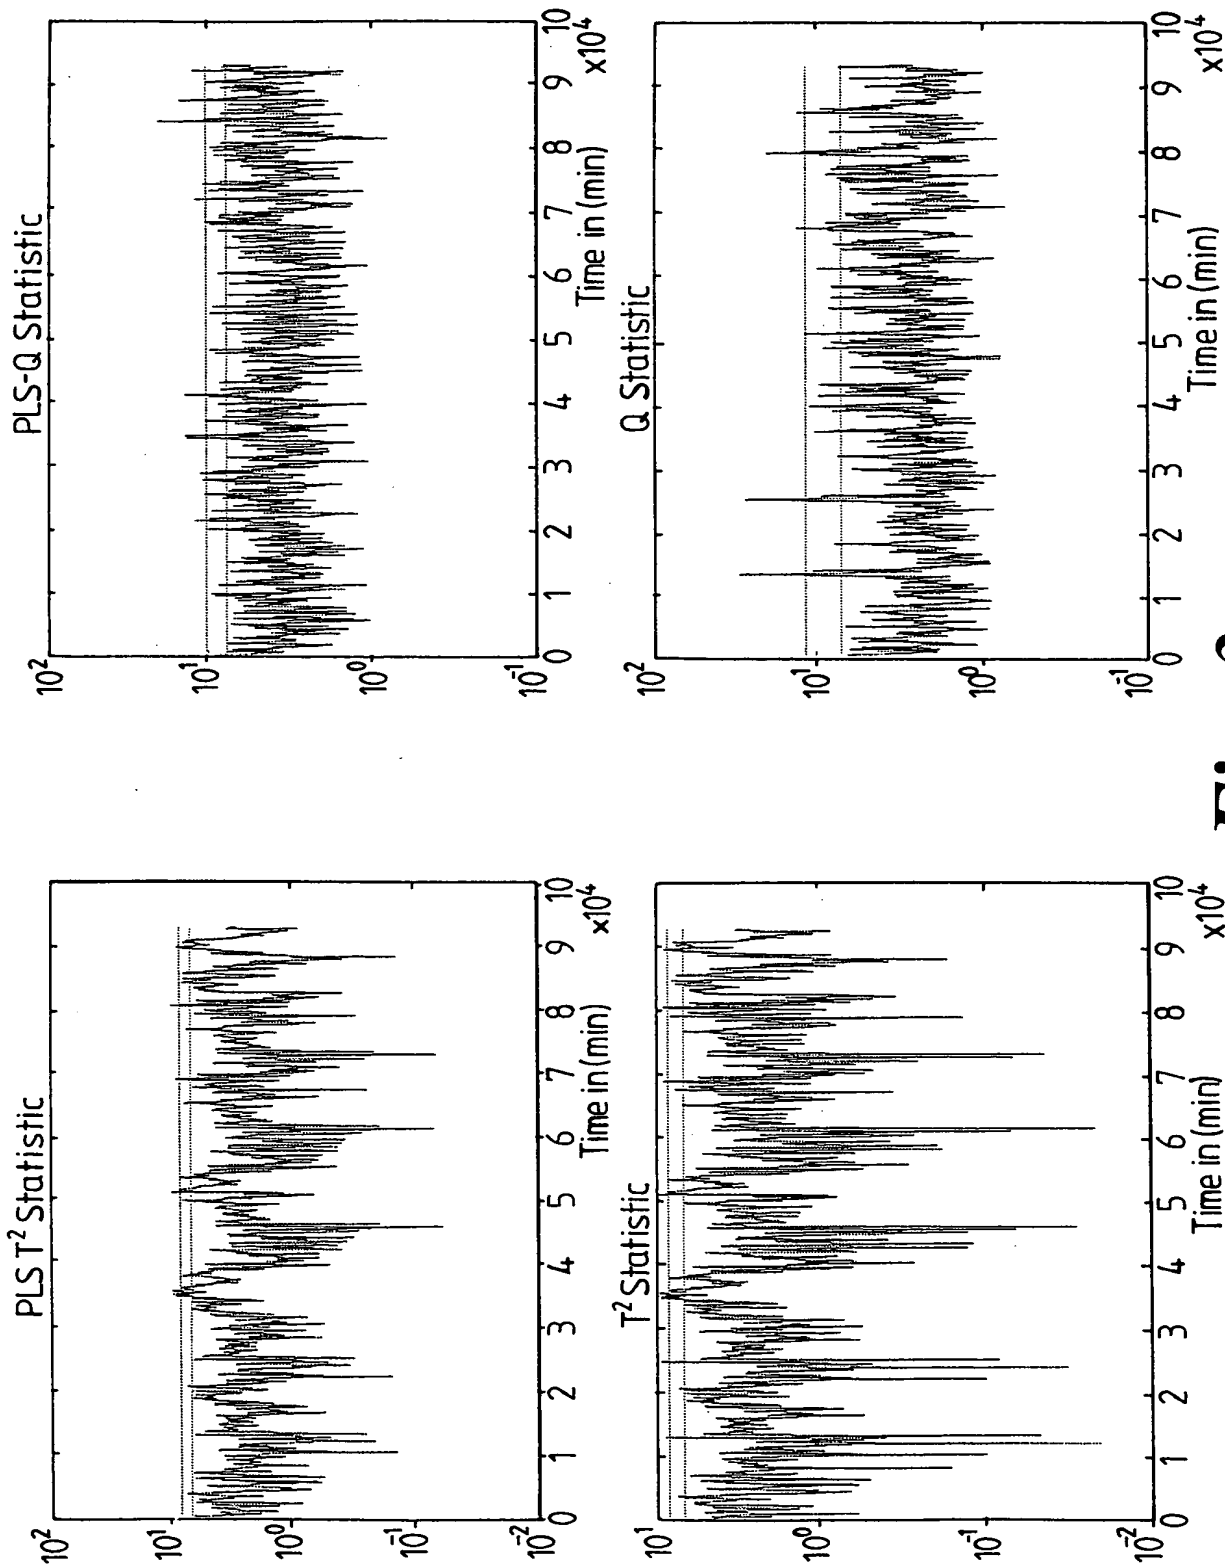 PLS T² Statistic
10²
10¹
10⁰
10⁻¹
10⁻²
0 1 2 3 4 5 6 7 8 9 10
x10⁴
Time in (min)
PLS-Q Statistic
10²
10¹
10⁰
10⁻¹
0 1 2 3 4 5 6 7 8 9 10
x10⁴
Time in (min)
T² Statistic
10¹
10⁰
10⁻¹
10⁻²
0 1 2 3 4 5 6 7 8 9 10
x10⁴
Time in (min)
Q Statistic
10²
10¹
10⁰
10⁻¹
0 1 2 3 4 5 6 7 8 9 10
x10⁴
Time in (min)